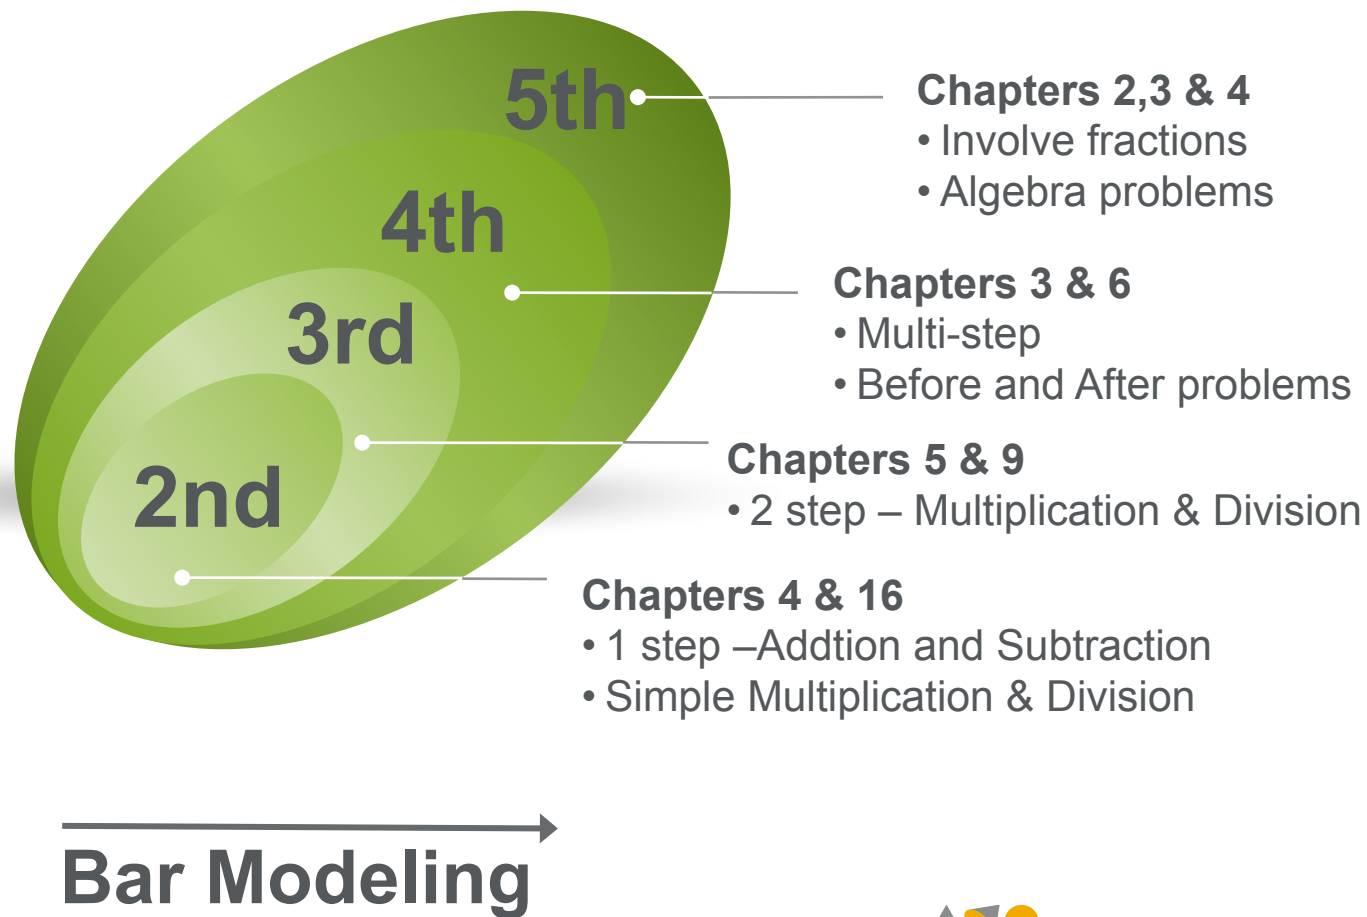 5th
Chapters 2,3 & 4
• Involve fractions
• Algebra problems
4th
Chapters 3 & 6
• Multi-step
• Before and After problems
3rd
Chapters 5 & 9
• 2 step – Multiplication & Division
2nd
Chapters 4 & 16
• 1 step –Addtion and Subtraction
• Simple Multiplication & Division
Bar Modeling